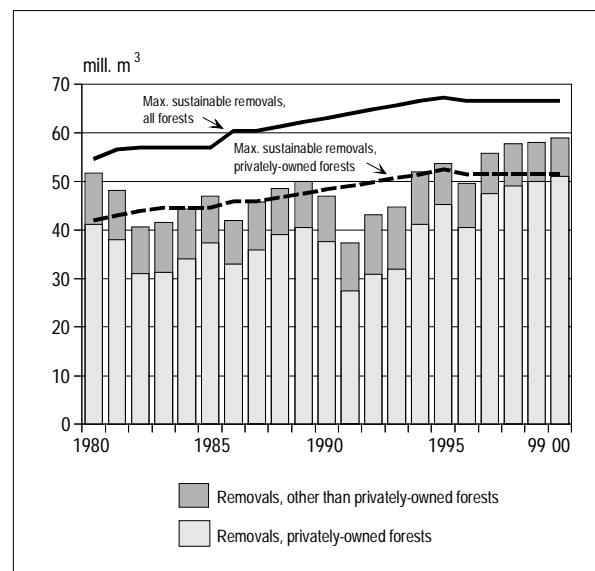 mill. m³
70
Max. sustainable removals,
all forests
60
Max. sustainable removals,
privately-owned forests
50
40
30
20
10
0
1980 1985 1990 1995 99 00
Removals, other than privately-owned forests
Removals, privately-owned forests